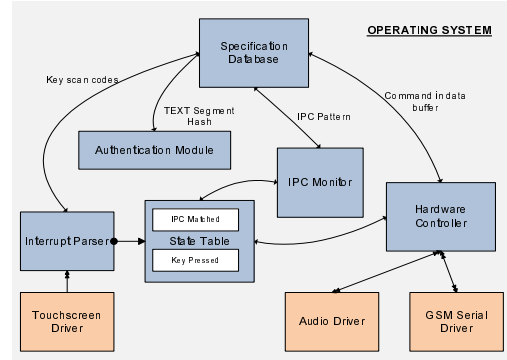 OPERATING SYSTEM
Specification
Database
Key scan codes
Command in data
buffer
TEXT Segment
Hash
IPC Pattern
Authentication Module
IPC Monitor
Hardware
Controller
IPC Matched
Interrupt Parser
State Table
Key Pressed
Touchscreen
Driver
Audio Driver
GSM Serial
Driver